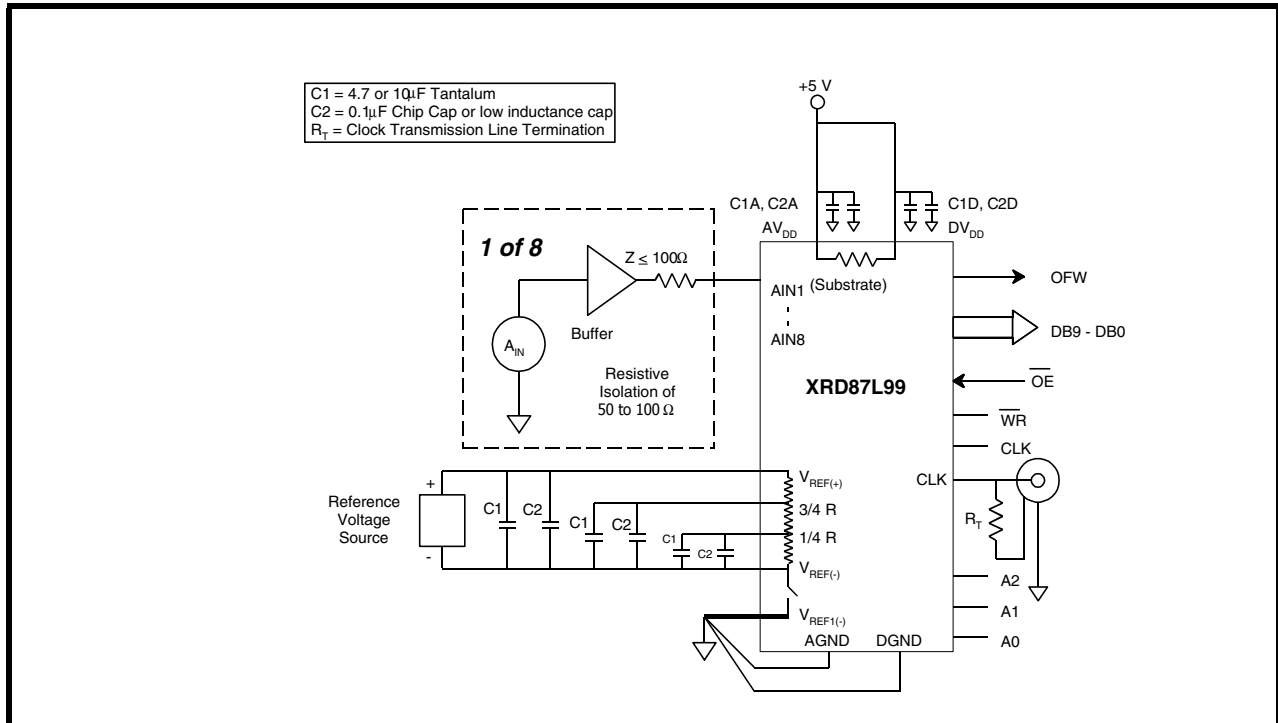 C1 = 4.7 or 10μF Tantalum
C2 = 0.1μF Chip Cap or low inductance cap
R_T = Clock Transmission Line Termination
+5 V
C1A, C2A
C1D, C2D
AV_DD
DV_DD
1 of 8
Z ≤ 100Ω
(Substrate)
OFW
AIN1
Buffer
DB9 - DB0
AIN8
A_IN
Resistive
Isolation of
50 to 100 Ω
XRD87L99
O̅E̅
W̅R̅
CLK
V_REF(+)
CLK
+
Reference
Voltage
Source
-
C1
C2
C1
C2
C1
C2
3/4 R
1/4 R
R_T
V_REF(-)
A2
V_REF1(-)
A1
AGND
DGND
A0